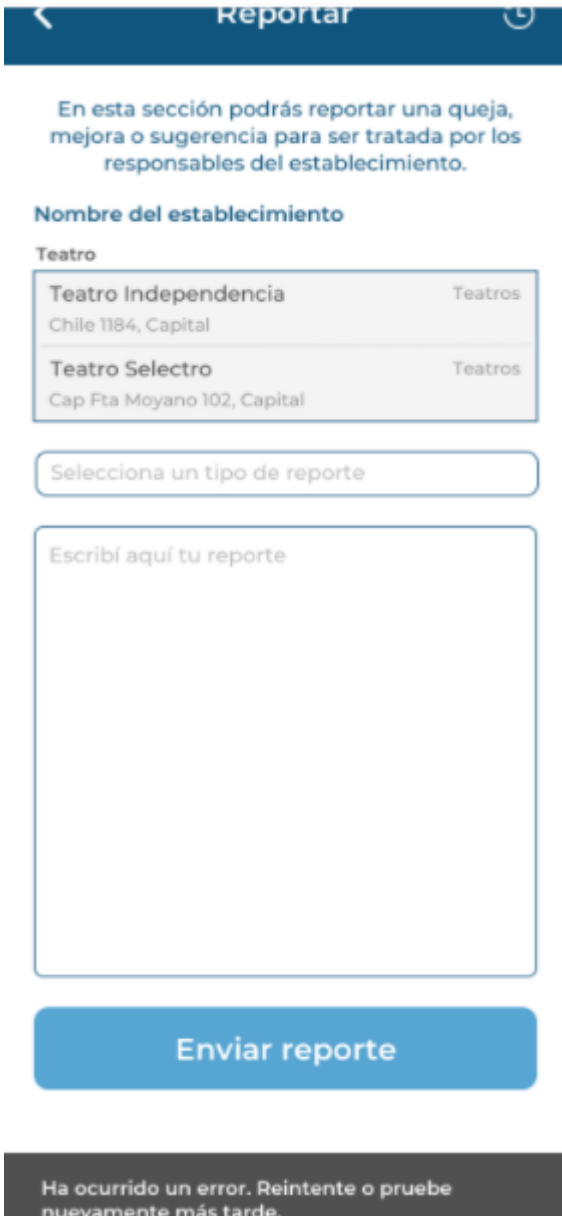 Reportar
En esta sección podrás reportar una queja,
mejora o sugerencia para ser tratada por los
responsables del establecimiento.
Nombre del establecimiento
Teatro
Teatro Independencia Teatros
Chile 1184, Capital
Teatro Selectro Teatros
Cap Fta Moyano 102, Capital
Selecciona un tipo de reporte
Escribí aquí tu reporte
Enviar reporte
Ha ocurrido un error. Reintente o pruebe
nuevamente más tarde.